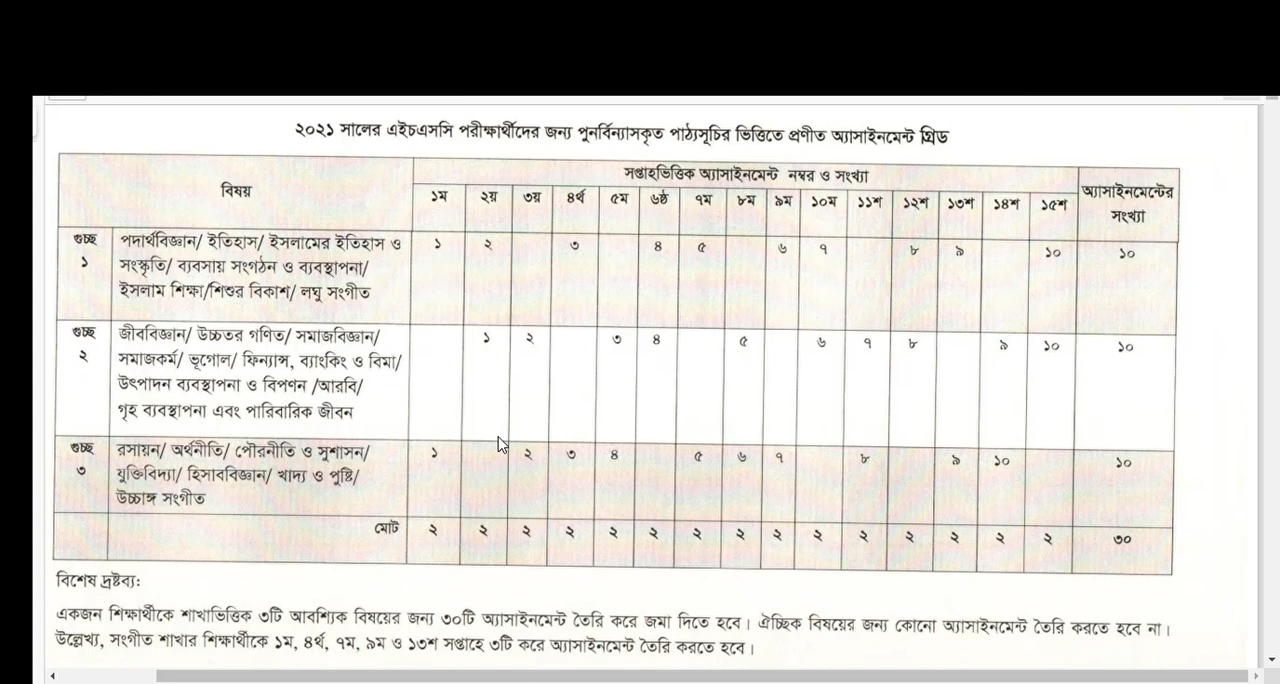 ২০২১ সালের এইচএসসি পরীক্ষার্থীদের জন্য পুনর্বিন্যাসকৃত পাঠ্যসূচির ভিত্তিতে প্রণীত অ্যাসাইনমেন্ট গ্রিড
বিষয়
সপ্তাহভিত্তিক অ্যাসাইনমেন্ট নম্বর ও সংখ্যা
অ্যাসাইনমেন্টের
সংখ্যা
১ম ২য় ৩য় ৪র্থ ৫ম ৬ষ্ঠ ৭ম ৮ম ৯ম ১০ম ১১শ ১২শ ১৩শ ১৪শ ১৫শ
গুচ্ছ পদার্থবিজ্ঞান/ ইতিহাস/ ইসলামের ইতিহাস ও ১ ২ ৩ ৪ ৫ ৬ ৭ ৮ ৯ ১০ ১০
১ সংস্কৃতি/ ব্যবসায় সংগঠন ও ব্যবস্থাপনা/
ইসলাম শিক্ষা/শিশুর বিকাশ/ লঘু সংগীত
গুচ্ছ জীববিজ্ঞান/ উচ্চতর গণিত/ সমাজবিজ্ঞান/ ১ ২ ৩ ৪ ৫ ৬ ৭ ৮ ৯ ১০ ১০
২ সমাজকর্ম/ ভূগোল/ ফিন্যান্স, ব্যাংকিং ও বিমা/
উৎপাদন ব্যবস্থাপনা ও বিপণন /আরবি/
গৃহ ব্যবস্থাপনা এবং পারিবারিক জীবন
গুচ্ছ রসায়ন/ অর্থনীতি/ পৌরনীতি ও সুশাসন/ ১ ২ ৩ ৪ ৫ ৬ ৭ ৮ ৯ ১০ ১০
৩ যুক্তিবিদ্যা/ হিসাববিজ্ঞান/ খাদ্য ও পুষ্টি/
উচ্চাঙ্গ সংগীত
মোট ২ ২ ২ ২ ২ ২ ২ ২ ২ ২ ২ ২ ২ ২ ২ ৩০
বিশেষ দ্রষ্টব্যঃ
একজন শিক্ষার্থীকে শাখাভিত্তিক ৩টি আবশ্যিক বিষয়ের জন্য ৩০টি অ্যাসাইনমেন্ট তৈরি করে জমা দিতে হবে। ঐচ্ছিক বিষয়ের জন্য কোনো অ্যাসাইনমেন্ট তৈরি করতে হবে না।
উল্লেখ্য, সংগীত শাখার শিক্ষার্থীকে ১ম, ৪র্থ, ৭ম, ৯ম ও ১৩শ সপ্তাহে ৩টি করে অ্যাসাইনমেন্ট তৈরি করতে হবে।